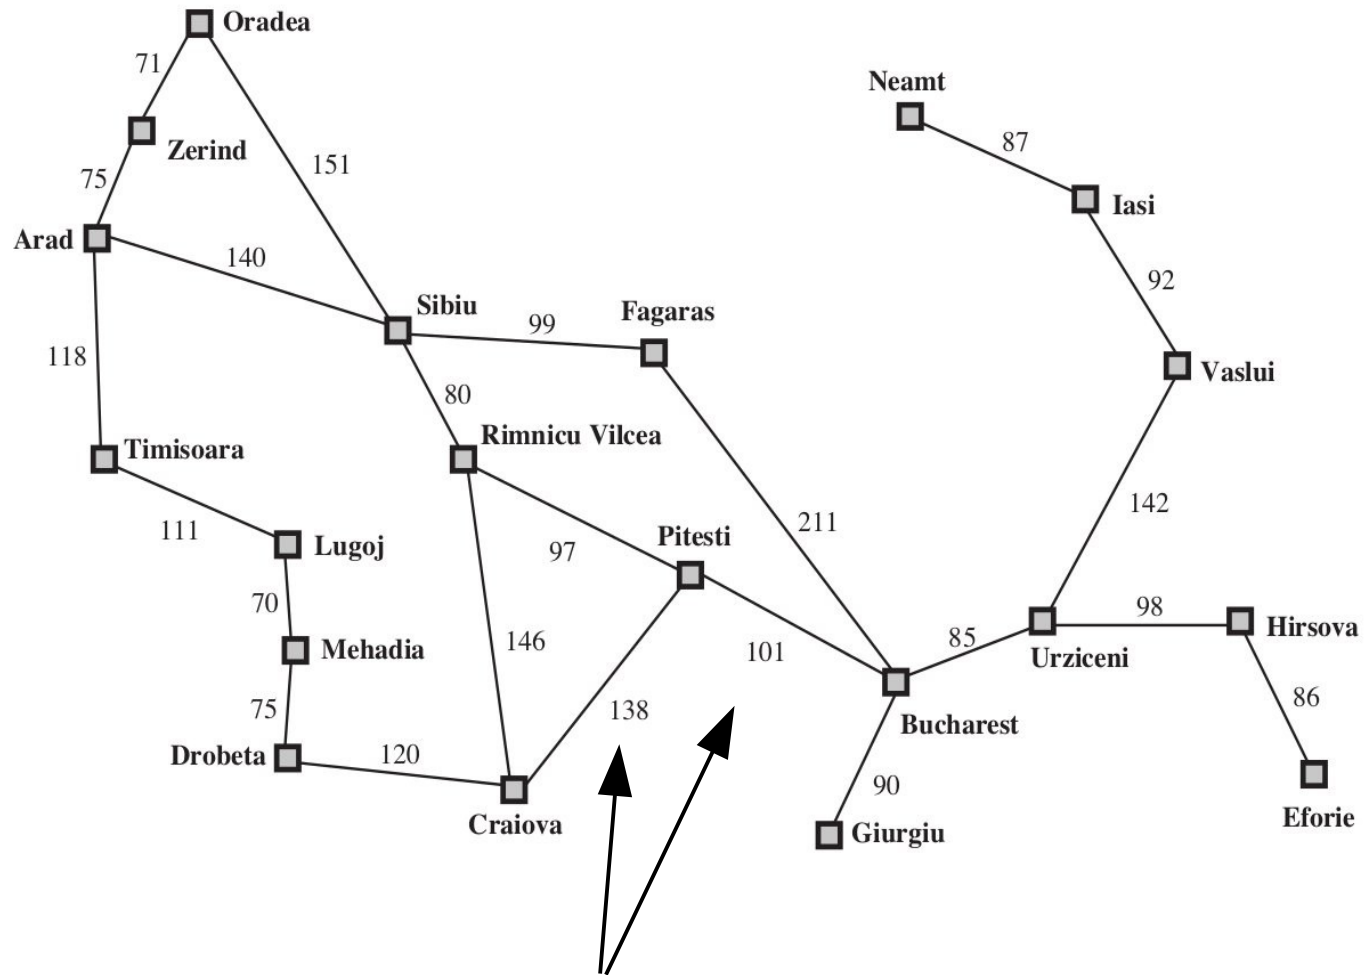 Oradea
71
Neamt
87
Zerind
151
75
Iasi
Arad
140
92
Sibiu
Fagaras
99
118
Vaslui
80
Timisoara
Rimnicu Vilcea
142
211
111
Lugoj
97
Pitesti
70
98
Mehadia
146
101
85
Urziceni
Hirsova
75
138
86
Bucharest
Drobeta
120
90
Craiova
Giurgiu
Eforie